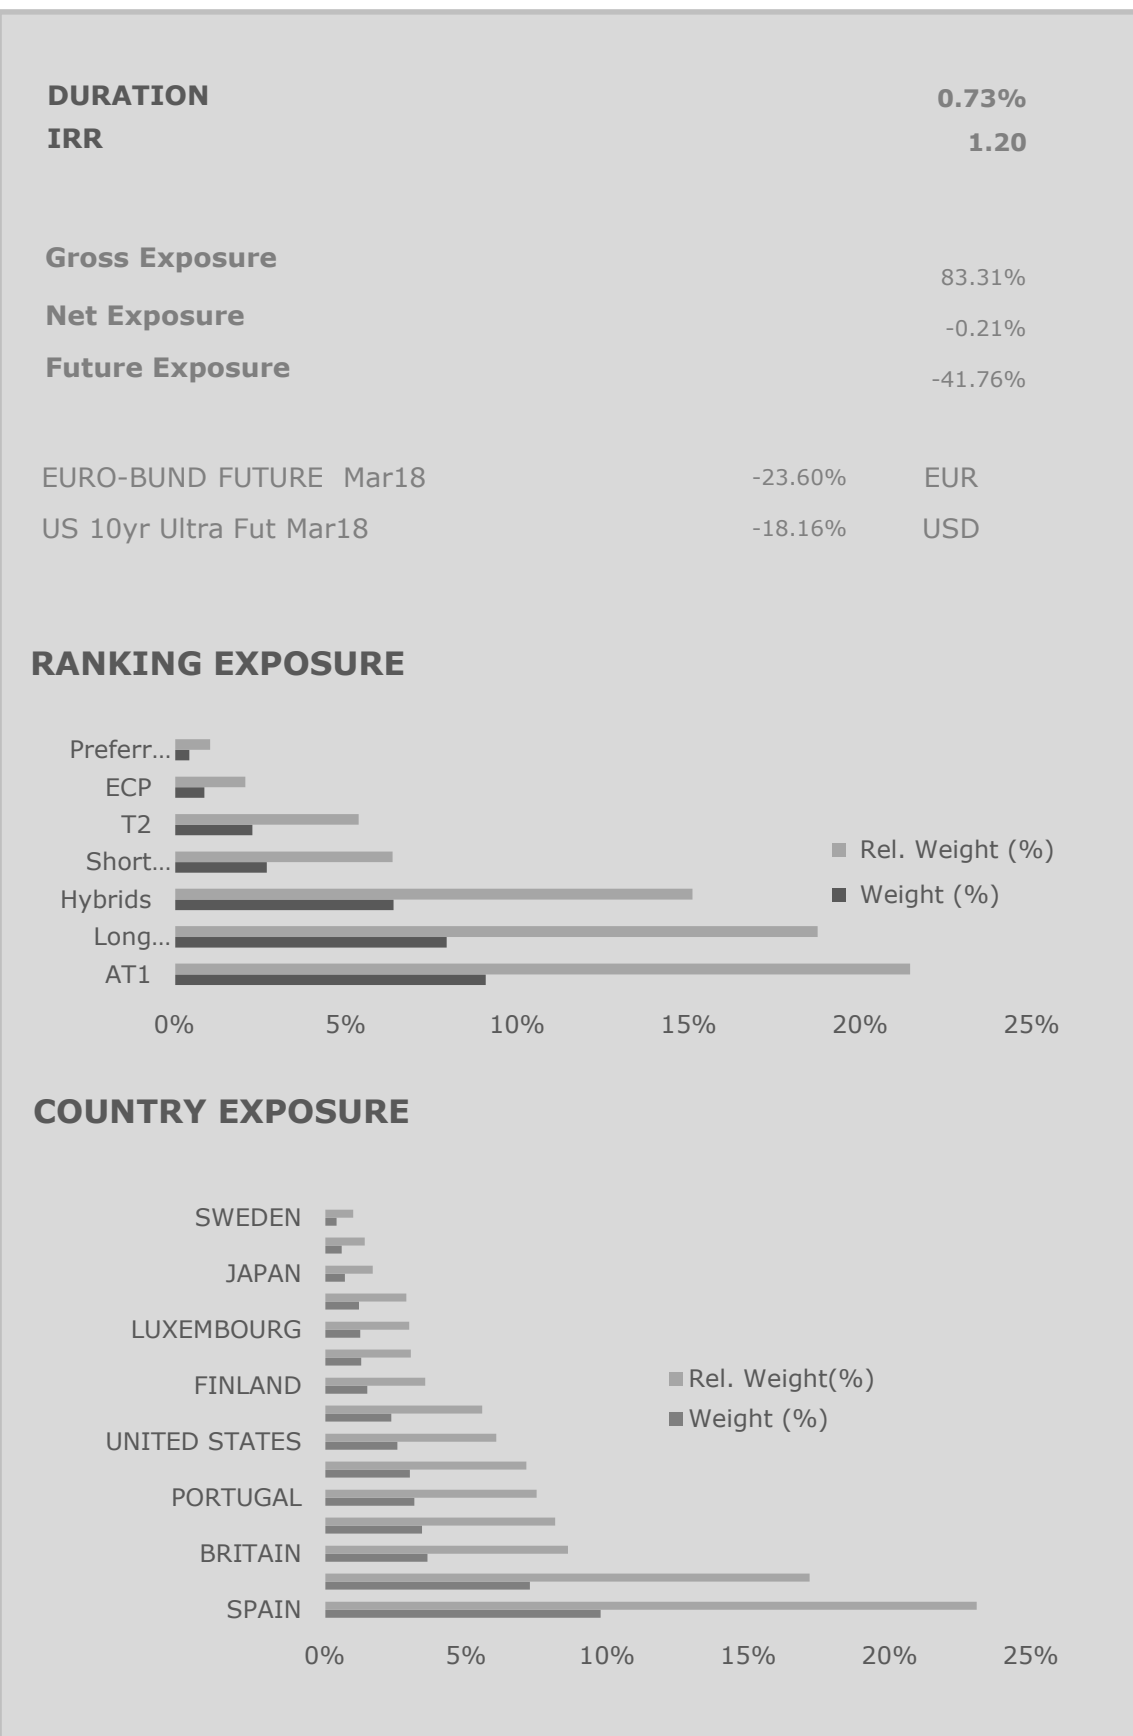 DURATION 0.73%
IRR 1.20
Gross Exposure 83.31%
Net Exposure -0.21%
Future Exposure -41.76%
EURO-BUND FUTURE Mar18 -23.60% EUR
US 10yr Ultra Fut Mar18 -18.16% USD
RANKING EXPOSURE
Preferr...
ECP
T2
Short...
Hybrids
Long...
AT1
Rel. Weight (%)
Weight (%)
0% 5% 10% 15% 20% 25%
COUNTRY EXPOSURE
SWEDEN
JAPAN
LUXEMBOURG
FINLAND
UNITED STATES
PORTUGAL
BRITAIN
SPAIN
Rel. Weight(%)
Weight (%)
0% 5% 10% 15% 20% 25%